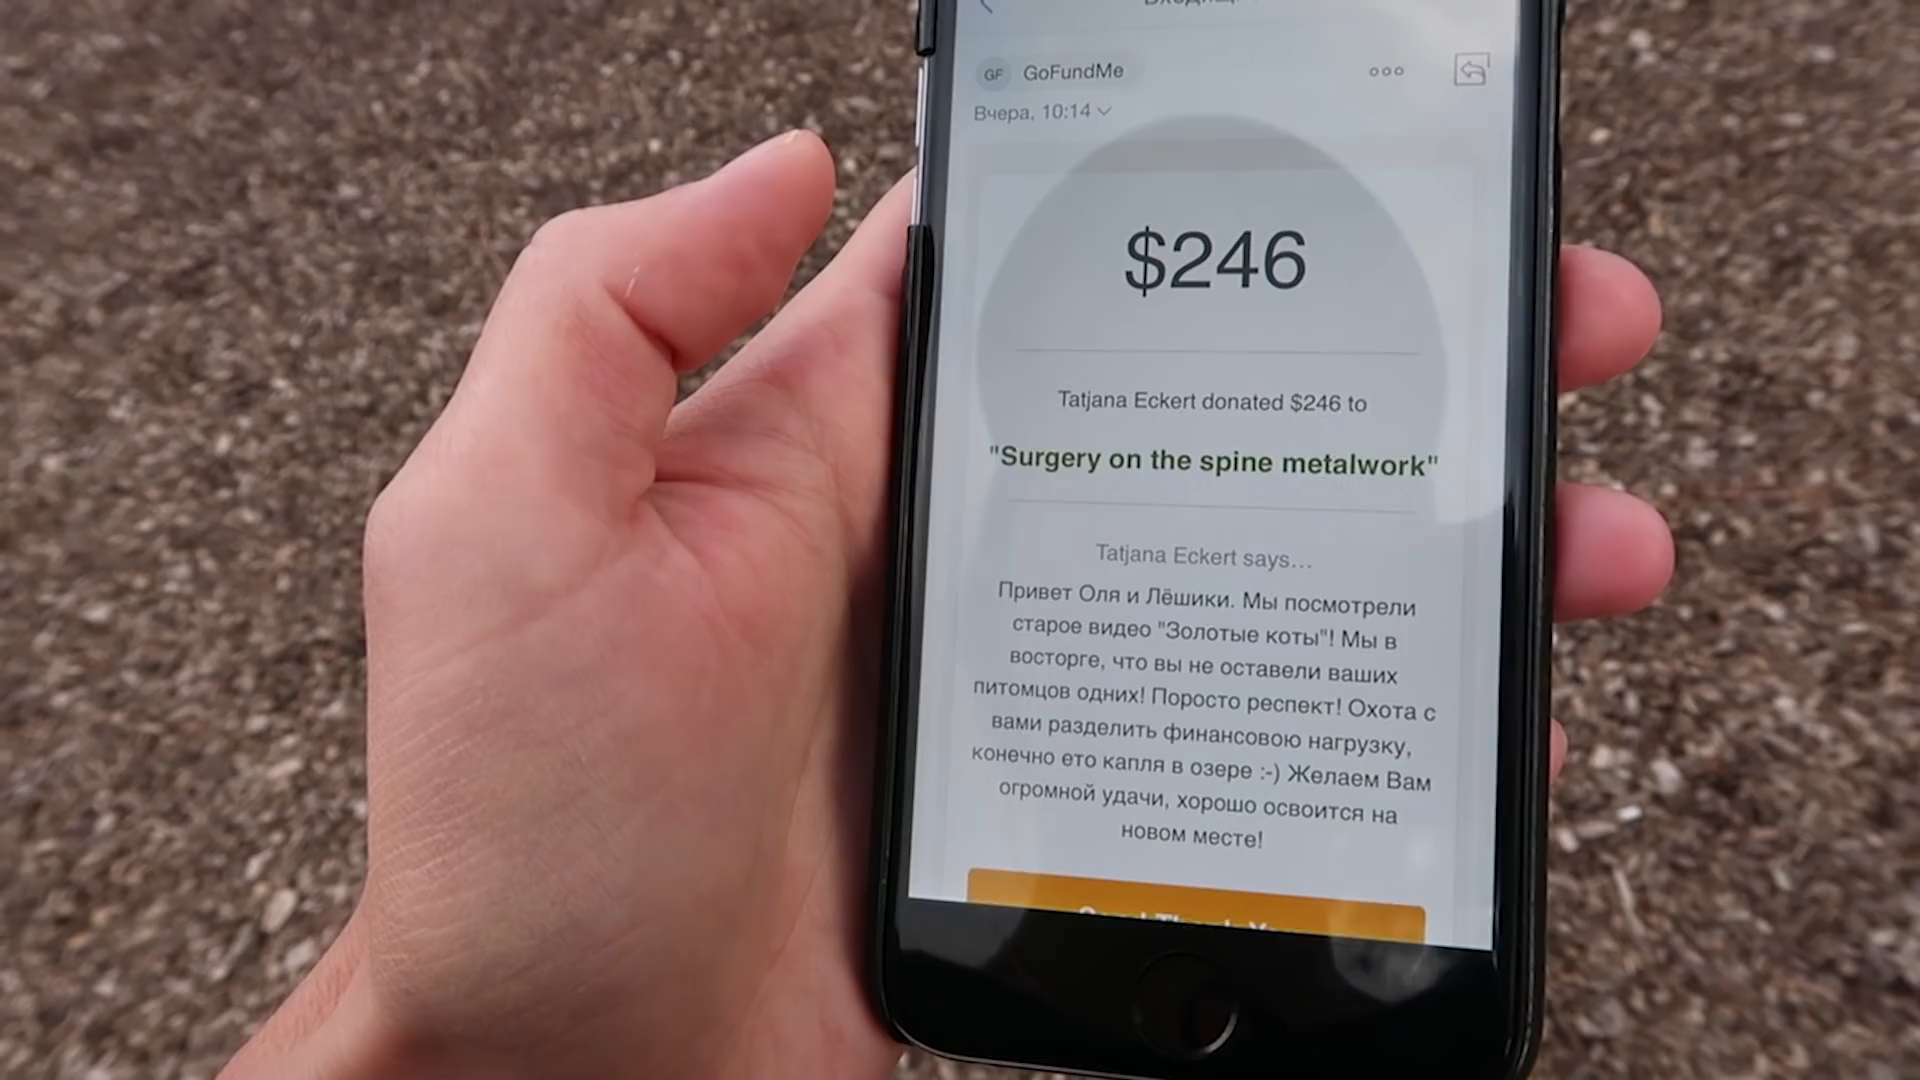 GF GoFundMe
Вчера, 10:14
$246
Tatjana Eckert donated $246 to
"Surgery on the spine metalwork"
Tatjana Eckert says...
Привет Оля и Лёшики. Мы посмотрели
старое видео "Золотые коты"! Мы в
восторге, что вы не оставели ваших
питомцов одних! Поросто респект! Охота с
вами разделить финансовою нагрузку,
конечно ето капля в озере :-) Желаем Вам
огромной удачи, хорошо освоится на
новом месте!